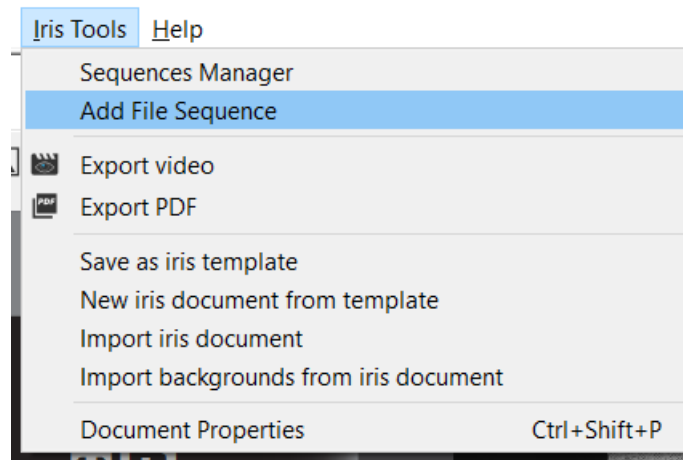 Iris Tools Help
Sequences Manager
Add File Sequence
Export video
PDF Export PDF
Save as iris template
New iris document from template
Import iris document
Import backgrounds from iris document
Document Properties Ctrl+Shift+P